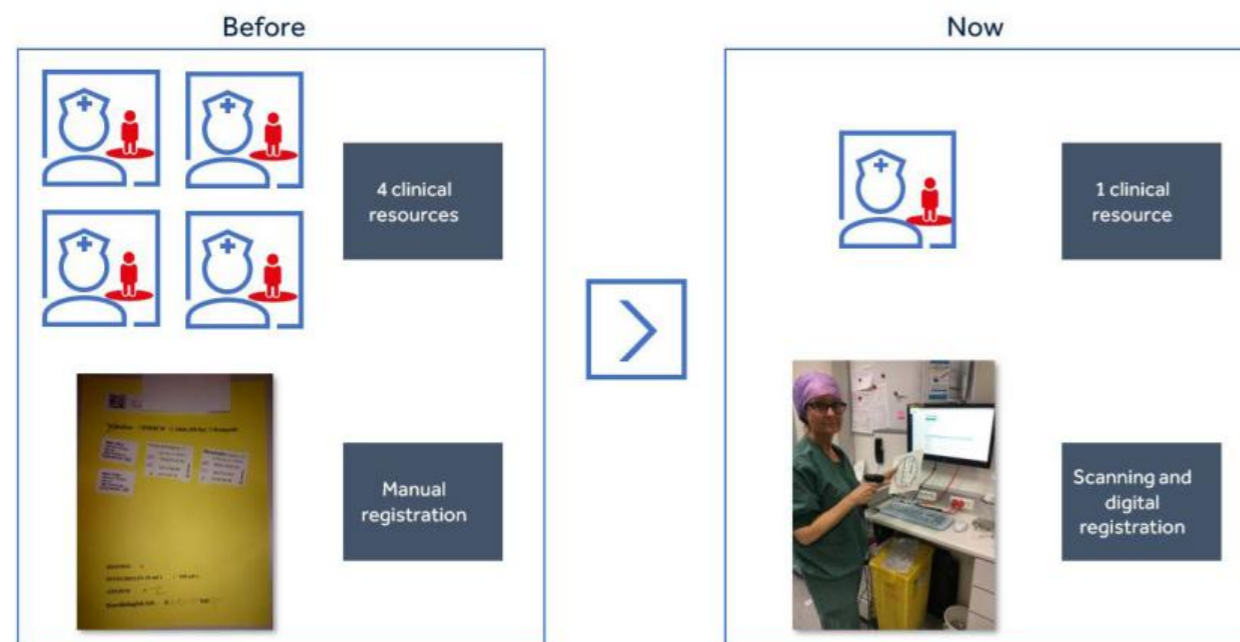 Before
Now
4 clinical
resources
1 clinical
resource
Manual
registration
Scanning and
digital
registration